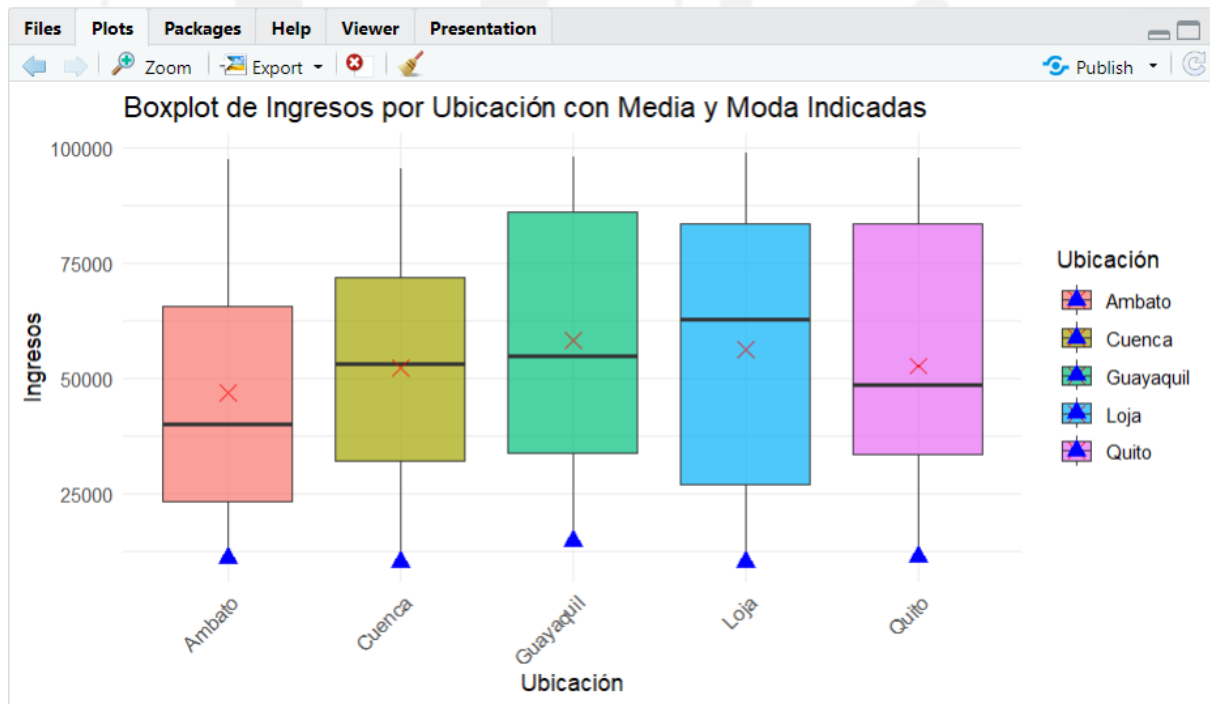 Files Plots Packages Help Viewer Presentation
Zoom Export Publish
Boxplot de Ingresos por Ubicación con Media y Moda Indicadas
100000
75000
50000
25000
Ingresos
Ambato
Cuenca
Guayaquil
Loja
Quito
Ubicación
Ubicación
Ambato
Cuenca
Guayaquil
Loja
Quito